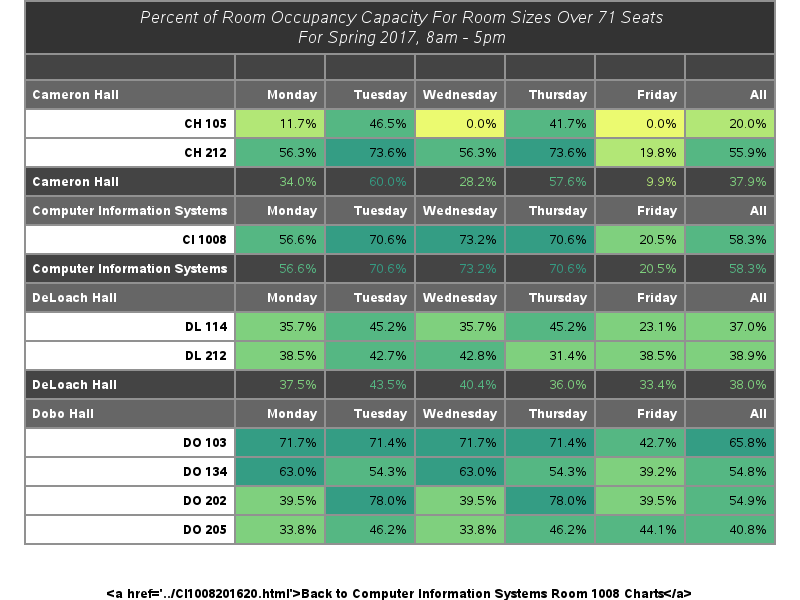 Percent of Room Occupancy Capacity For Room Sizes Over 71 Seats
For Spring 2017, 8am - 5pm
Cameron Hall Monday Tuesday Wednesday Thursday Friday All
CH 105 11.7% 46.5% 0.0% 41.7% 0.0% 20.0%
CH 212 56.3% 73.6% 56.3% 73.6% 19.8% 55.9%
Cameron Hall 34.0% 60.0% 28.2% 57.6% 9.9% 37.9%
Computer Information Systems Monday Tuesday Wednesday Thursday Friday All
CI 1008 56.6% 70.6% 73.2% 70.6% 20.5% 58.3%
Computer Information Systems 56.6% 70.6% 73.2% 70.6% 20.5% 58.3%
DeLoach Hall Monday Tuesday Wednesday Thursday Friday All
DL 114 35.7% 45.2% 35.7% 45.2% 23.1% 37.0%
DL 212 38.5% 42.7% 42.8% 31.4% 38.5% 38.9%
DeLoach Hall 37.5% 43.5% 40.4% 36.0% 33.4% 38.0%
Dobo Hall Monday Tuesday Wednesday Thursday Friday All
DO 103 71.7% 71.4% 71.7% 71.4% 42.7% 65.8%
DO 134 63.0% 54.3% 63.0% 54.3% 39.2% 54.8%
DO 202 39.5% 78.0% 39.5% 78.0% 39.5% 54.9%
DO 205 33.8% 46.2% 33.8% 46.2% 44.1% 40.8%
&lt;a href='../CI1008201620.html'&gt;Back to Computer Information Systems Room 1008 Charts&lt;/a&gt;